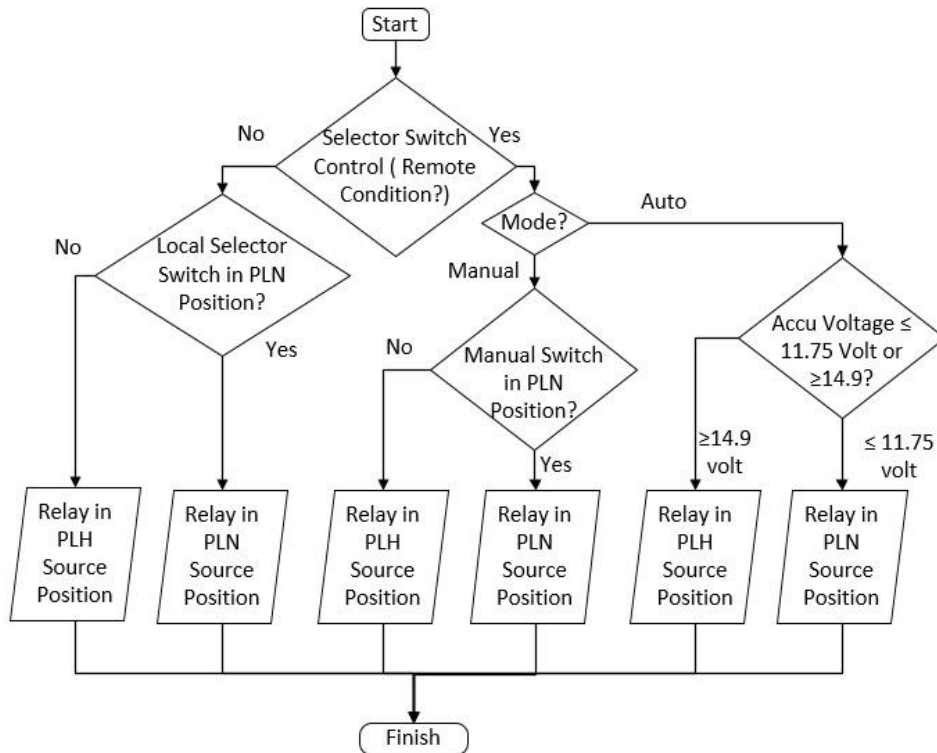 Start
No
Yes
Selector Switch
Control ( Remote
Condition?)
No
Local Selector
Switch in PLN
Position?
Yes
Mode?
Auto
Manual
No
Manual Switch
in PLN
Position?
Yes
Accu Voltage ≤
11.75 Volt or
≥14.9?
≥14.9
volt
≤ 11.75
volt
Relay in
PLH
Source
Position
Relay in
PLN
Source
Position
Relay in
PLH
Source
Position
Relay in
PLN
Source
Position
Relay in
PLH
Source
Position
Relay in
PLN
Source
Position
Finish